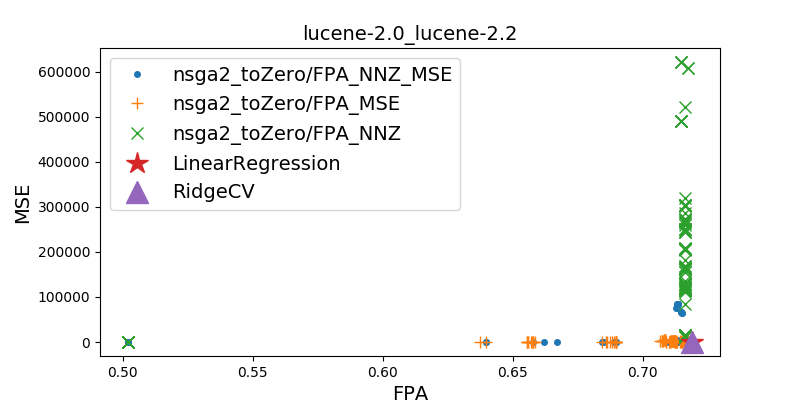 lucene-2.0_lucene-2.2
nsga2_toZero/FPA_NNZ_MSE
nsga2_toZero/FPA_MSE
nsga2_toZero/FPA_NNZ
LinearRegression
RidgeCV
MSE
600000
500000
400000
300000
200000
100000
0
0.50 0.55 0.60 0.65 0.70
FPA